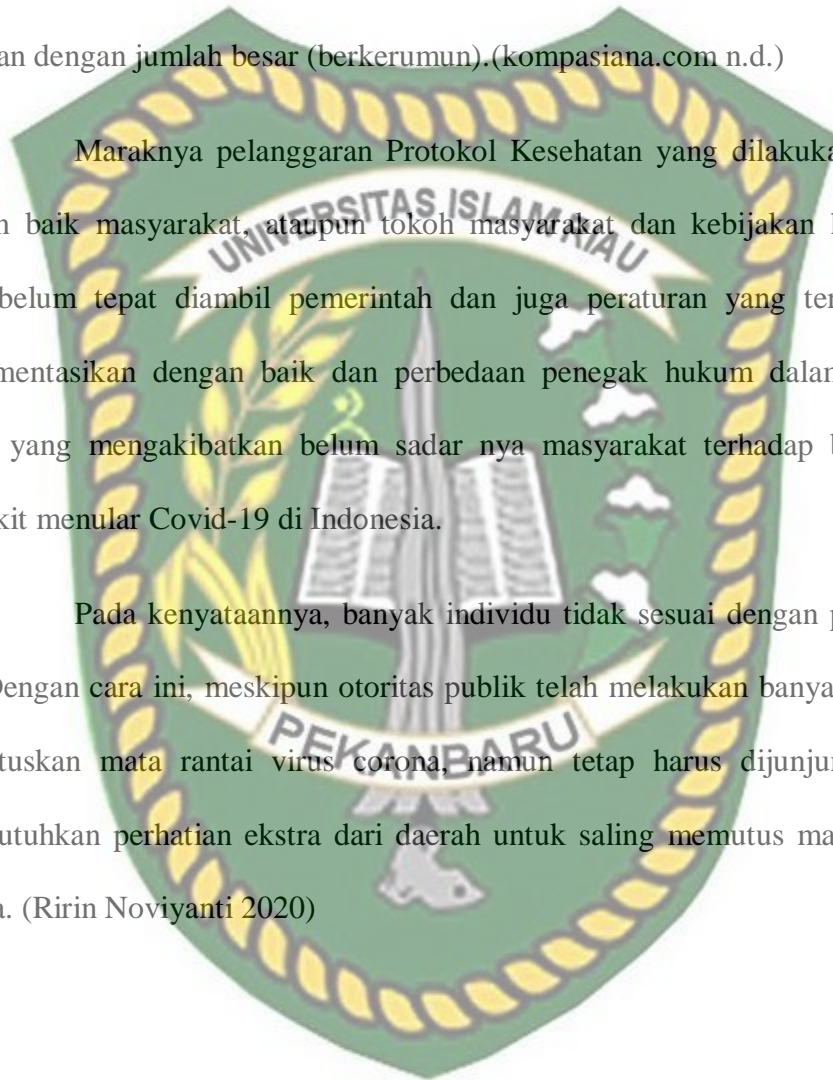 an dengan jumlah besar (berkerumun).(kompasiana.com n.d.)
Maraknya pelanggaran Protokol Kesehatan yang dilakuka
baik masyarakat, ataupun tokoh masyarakat dan kebijakan
UNIVERSITAS ISLAM RIAU
belum tepat diambil pemerintah dan juga peraturan yang ter
mentasikan dengan baik dan perbedaan penegak hukum dalam
yang mengakibatkan belum sadar nya masyarakat terhadap b
kit menular Covid-19 di Indonesia.
Pada kenyataannya, banyak individu tidak sesuai dengan p
Dengan cara ini, meskipun otoritas publik telah melakukan banya
PEKANBARU
tuskan mata rantai virus corona, namun tetap harus dijunju
utuhkan perhatian ekstra dari daerah untuk saling memutus ma
a. (Ririn Noviyanti 2020)